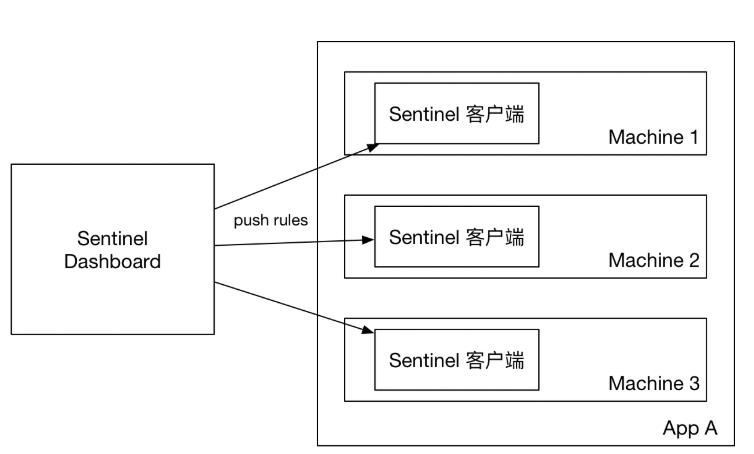 Sentinel
Dashboard
push rules
Sentinel 客户端
Machine 1
Sentinel 客户端
Machine 2
Sentinel 客户端
Machine 3
App A